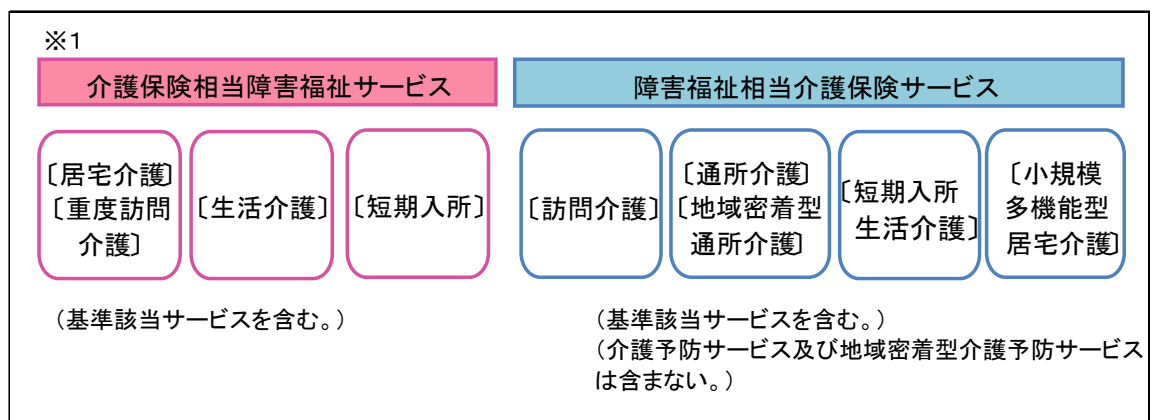 ※1
介護保険相当障害福祉サービス
障害福祉相当介護保険サービス
〔居宅介護〕
〔重度訪問
介護〕
〔生活介護〕
〔短期入所〕
〔訪問介護〕
〔通所介護〕
〔地域密着型
通所介護〕
〔短期入所
生活介護〕
〔小規模
多機能型
居宅介護〕
（基準該当サービスを含む。）
（基準該当サービスを含む。）
（介護予防サービス及び地域密着型介護予防サービス
は含まない。）